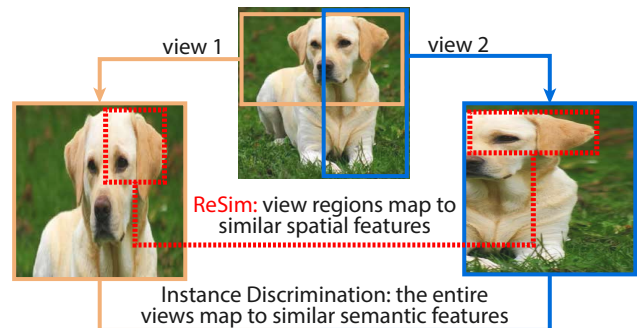 view 1
view 2
ReSim: view regions map to
similar spatial features
Instance Discrimination: the entire
views map to similar semantic features